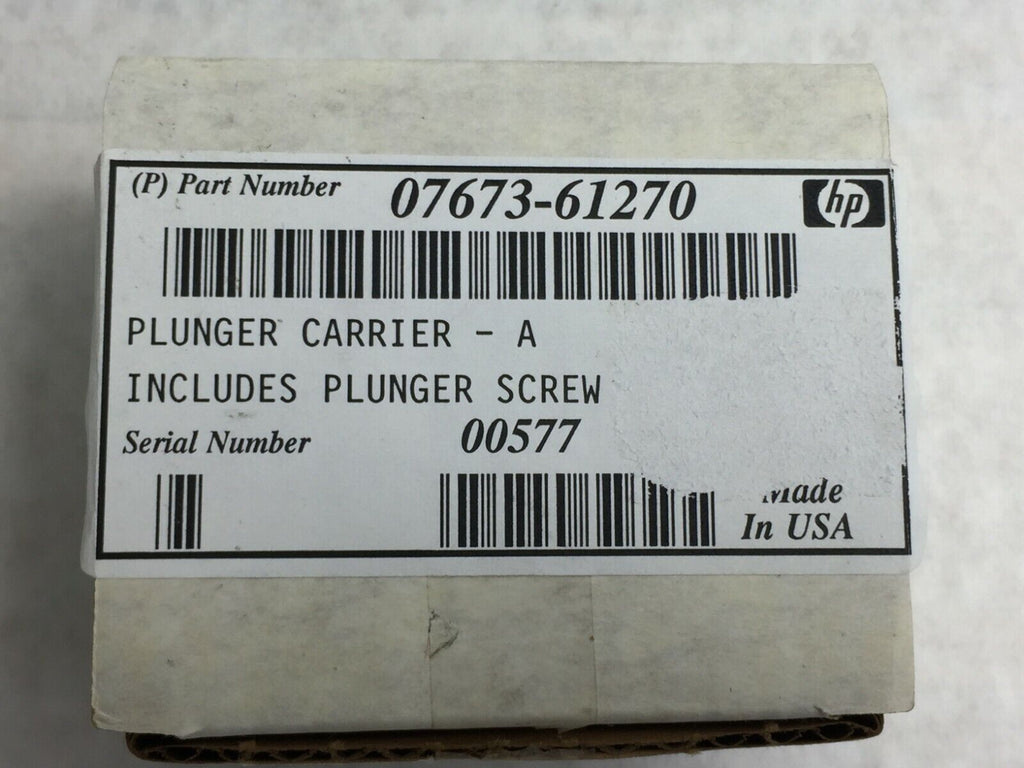 (P) Part Number 07673-61270 hp
PLUNGER CARRIER - A
INCLUDES PLUNGER SCREW
Serial Number 00577
Made
In USA